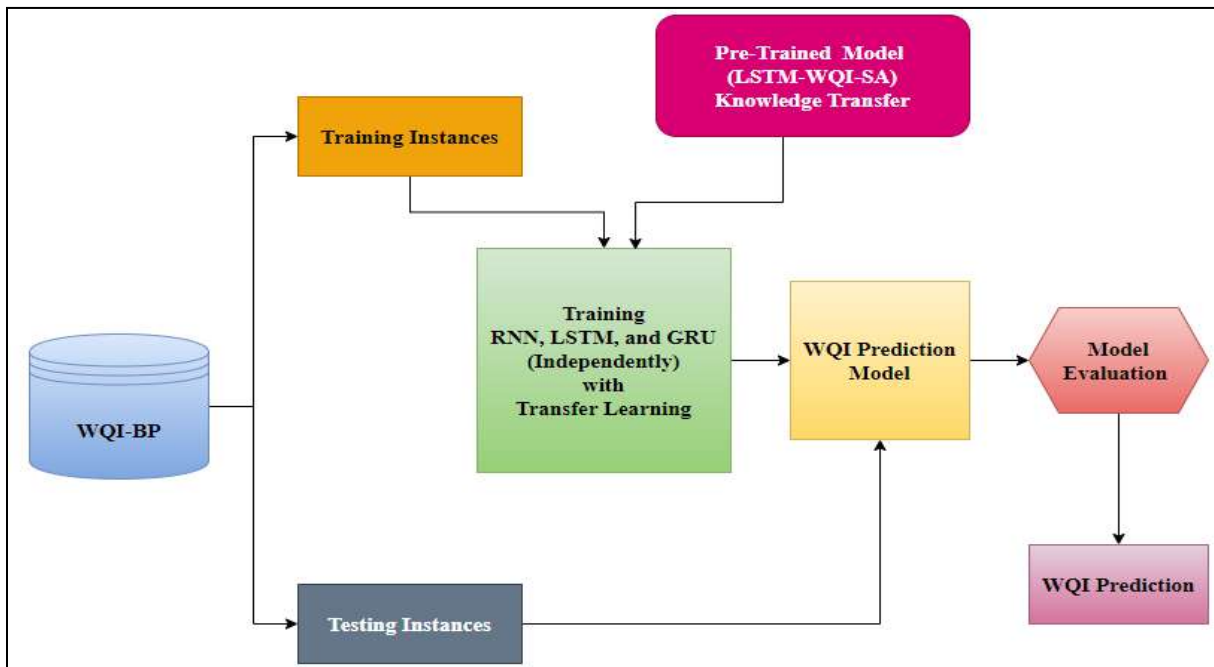 Pre-Trained Model
(LSTM-WQI-SA)
Knowledge Transfer
Training Instances
Training
RNN, LSTM, and GRU
(Independently)
with
Transfer Learning
WQI Prediction
Model
Model
Evaluation
WQI-BP
WQI Prediction
Testing Instances